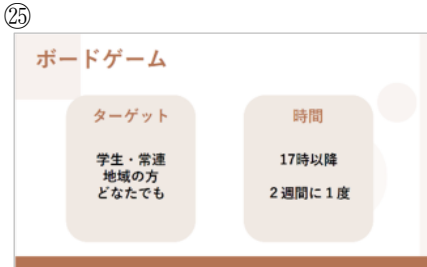 ㉕
ボードゲーム
ターゲット
学生・常連
地域の方
どなたでも
時間
17時以降
２週間に１度